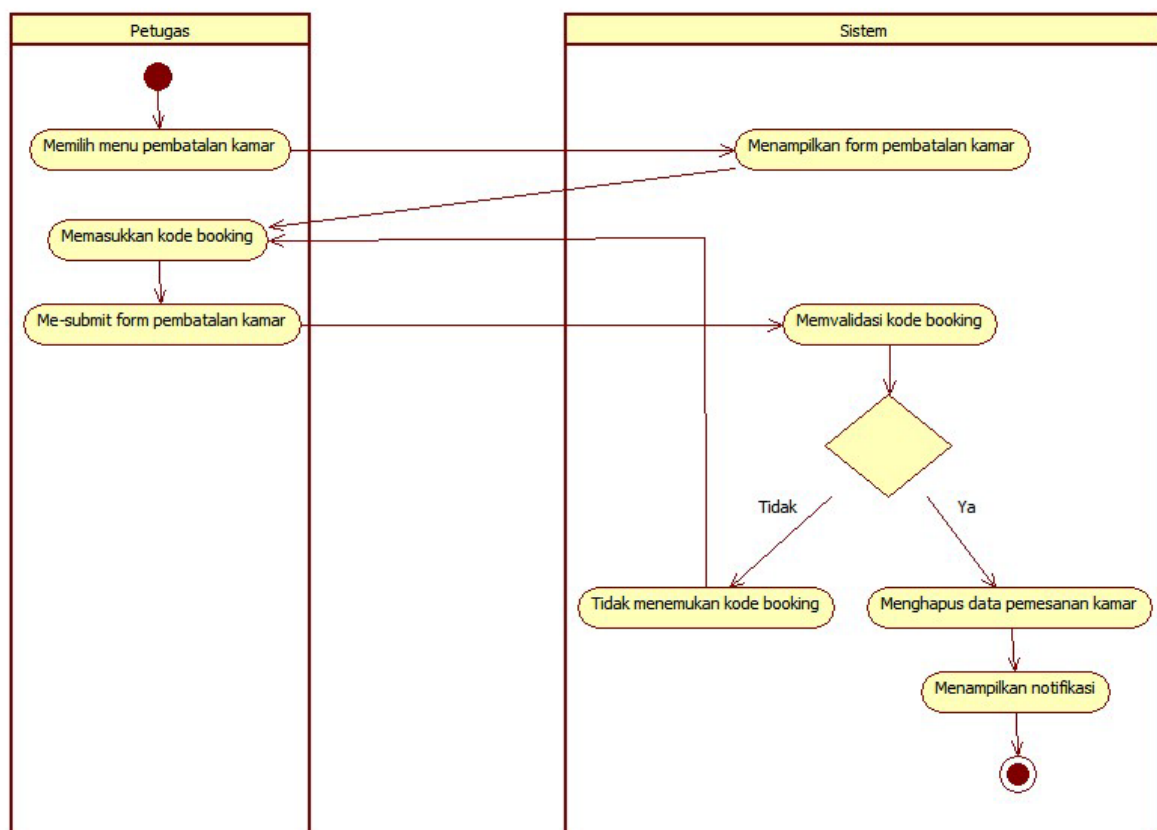 Petugas
Sistem
Memilih menu pembatalan kamar
Menampilkan form pembatalan kamar
Memasukkan kode booking
Me-submit form pembatalan kamar
Memvalidasi kode booking
Tidak
Ya
Tidak menemukan kode booking
Menghapus data pemesanan kamar
Menampilkan notifikasi